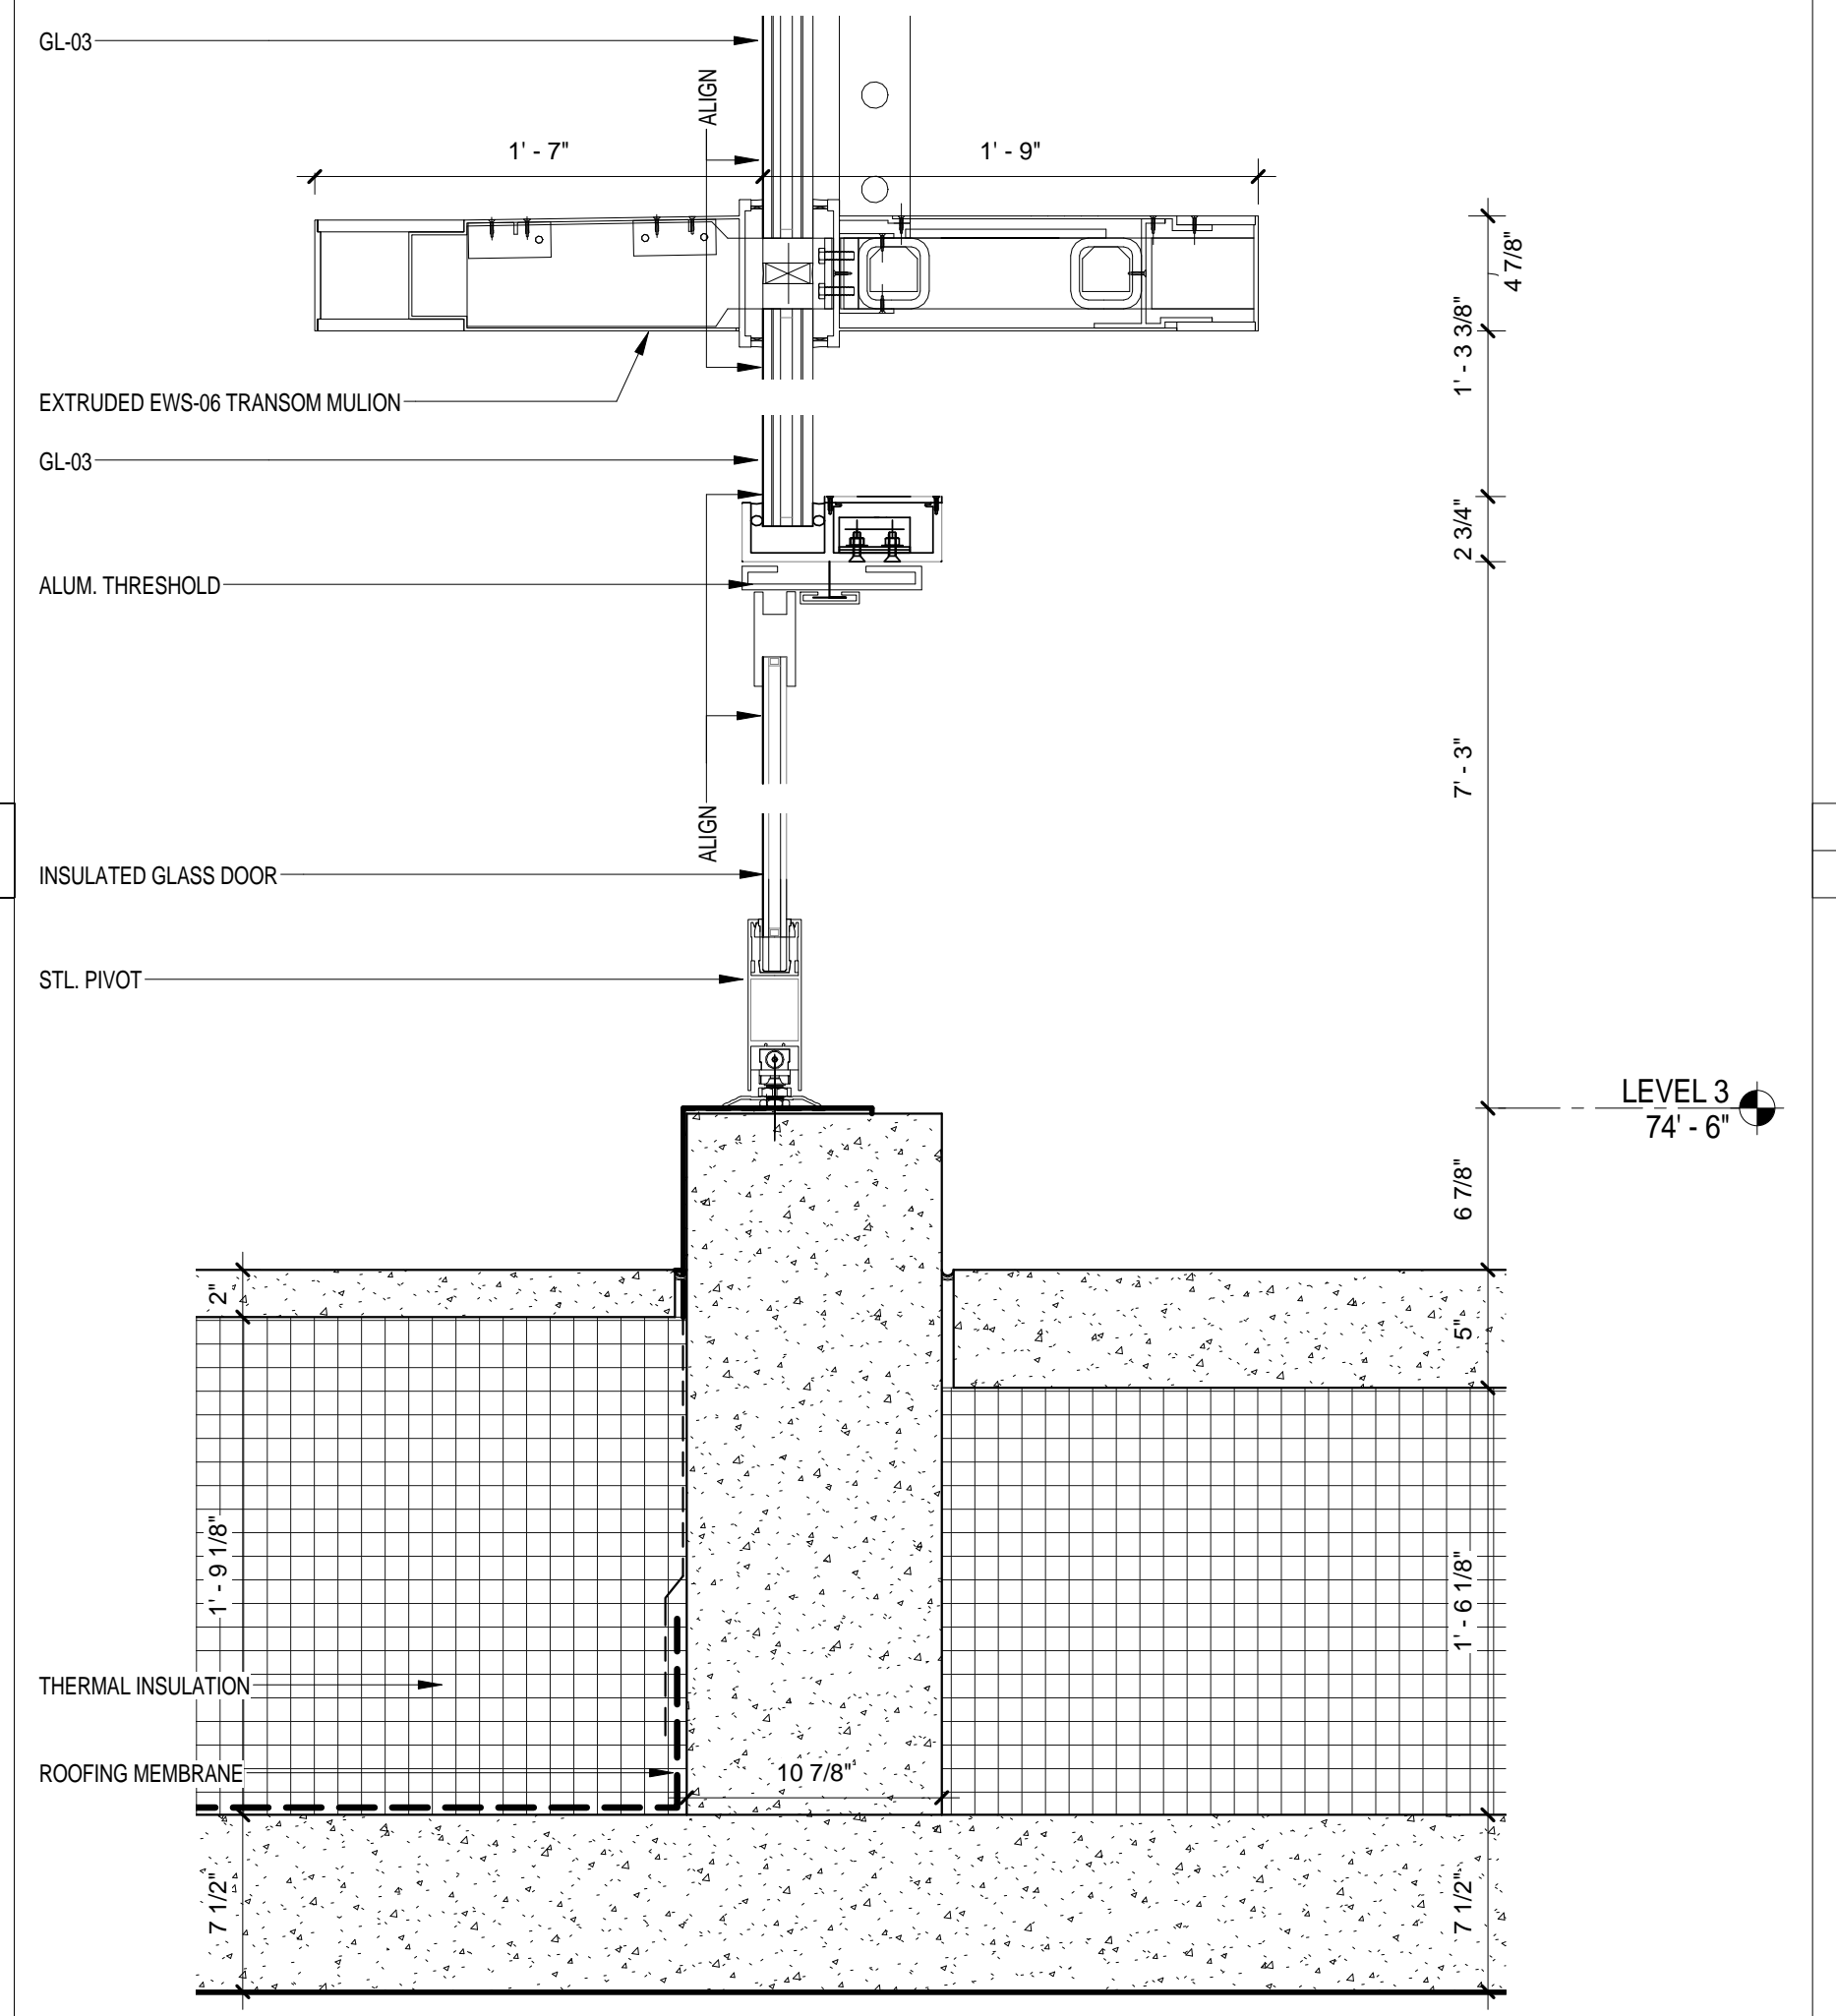 GL-03
ALIGN
1' - 7"
1' - 9"
4 7/8"
1' - 3 3/8"
EXTRUDED EWS-06 TRANSOM MULION
GL-03
2 3/4"
ALUM. THRESHOLD
7' - 3"
ALIGN
INSULATED GLASS DOOR
STL. PIVOT
LEVEL 3
74' - 6"
6 7/8"
2"
5"
1' - 9 1/8"
1' - 6 1/8"
THERMAL INSULATION
ROOFING MEMBRANE
10 7/8"
7 1/2"
7 1/2"